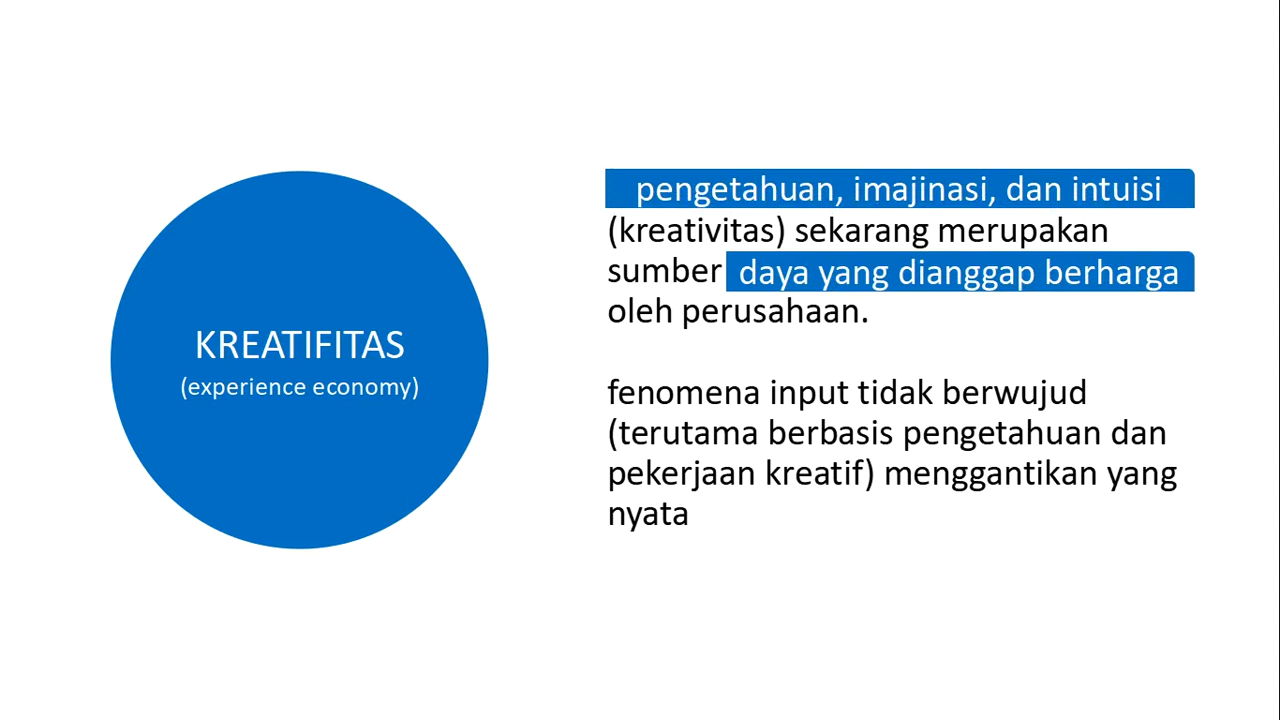 KREATIFITAS
(experience economy)
pengetahuan, imajinasi, dan intuisi
(kreativitas) sekarang merupakan
sumber daya yang dianggap berharga
oleh perusahaan.
fenomena input tidak berwujud
(terutama berbasis pengetahuan dan
pekerjaan kreatif) menggantikan yang
nyata